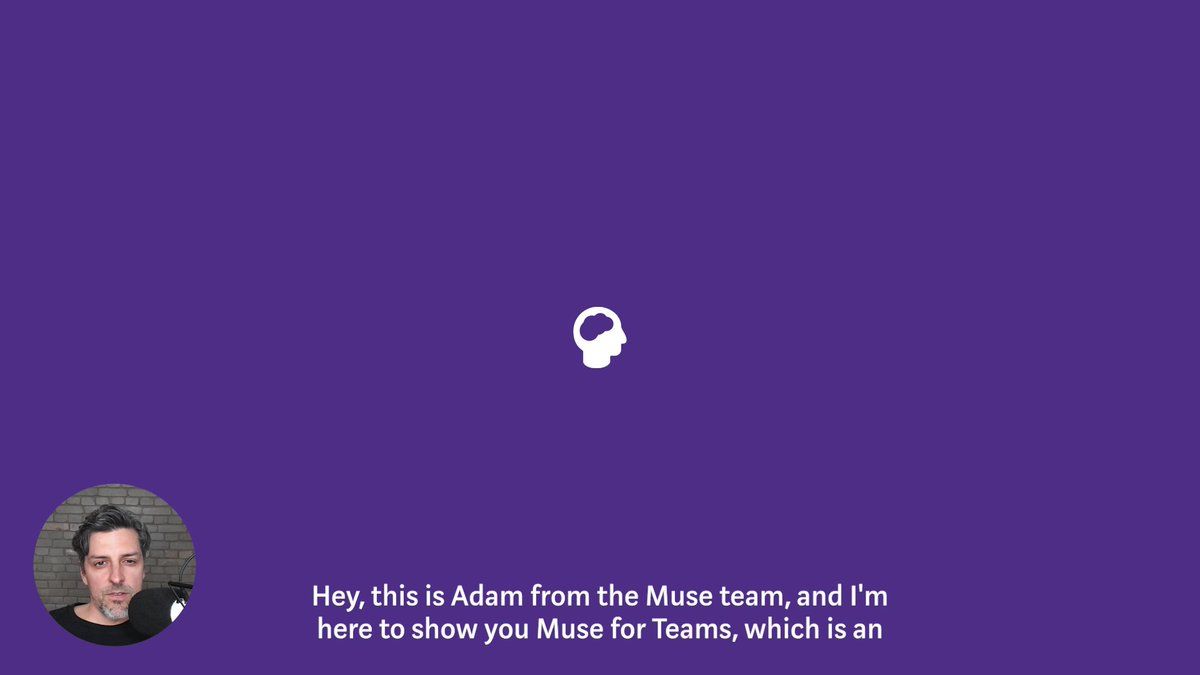 Hey, this is Adam from the Muse team, and I'm
here to show you Muse for Teams, which is an